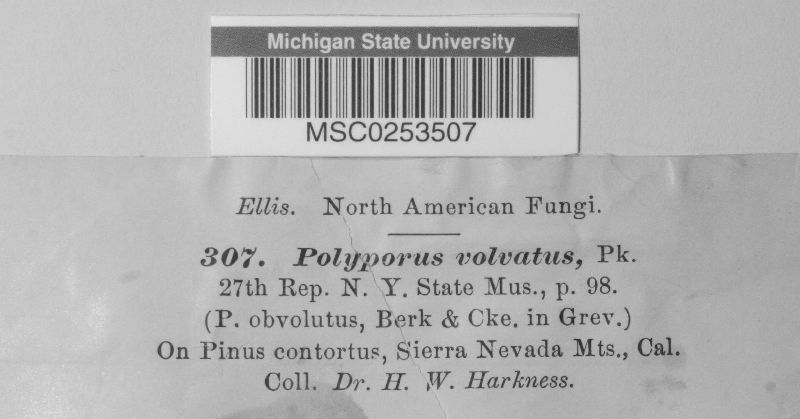 Michigan State University
MSC0253507
Ellis. North American Fungi.
307. Polyporus volvatus, Pk.
27th Rep. N. Y. State Mus., p. 98.
(P. obvolutus, Berk & Cke. in Grev.)
On Pinus contortus, Sierra Nevada Mts., Cal.
Coll. Dr. H. W. Harkness.